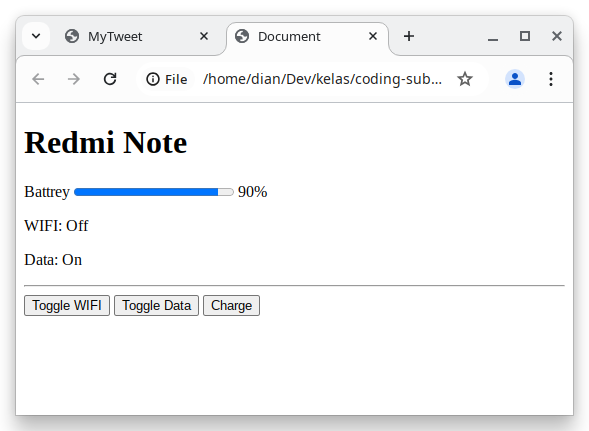 MyTweet Document
File /home/dian/Dev/kelas/coding-sub...
Redmi Note
Battrey 90%
WIFI: Off
Data: On
Toggle WIFI Toggle Data Charge